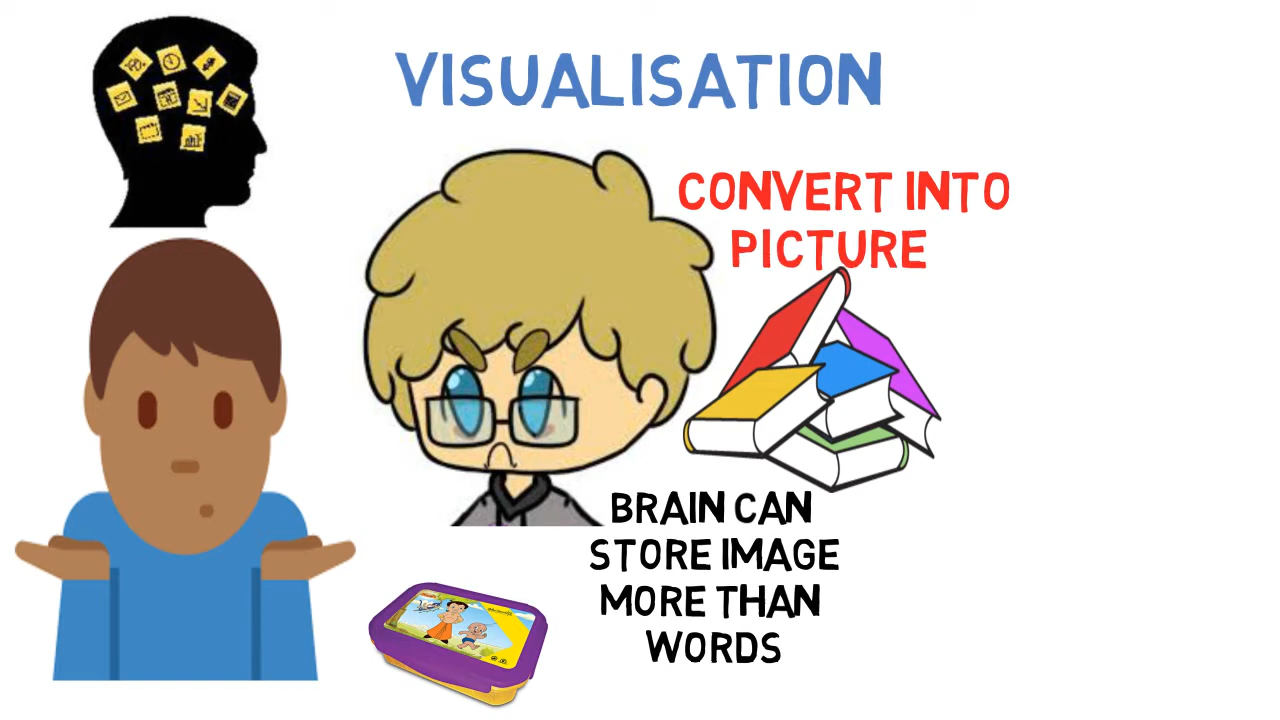 VISUALISATION
CONVERT INTO
PICTURE
BRAIN CAN
STORE IMAGE
MORE THAN
WORDS